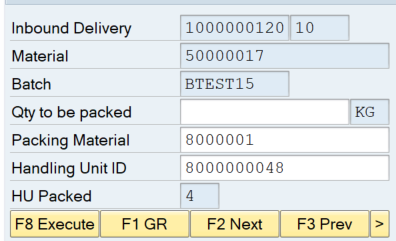 Inbound Delivery 1000000120 10
Material 50000017
Batch BTEST15
Qty to be packed KG
Packing Material 8000001
Handling Unit ID 8000000048
HU Packed 4
F8 Execute F1 GR F2 Next F3 Prev >